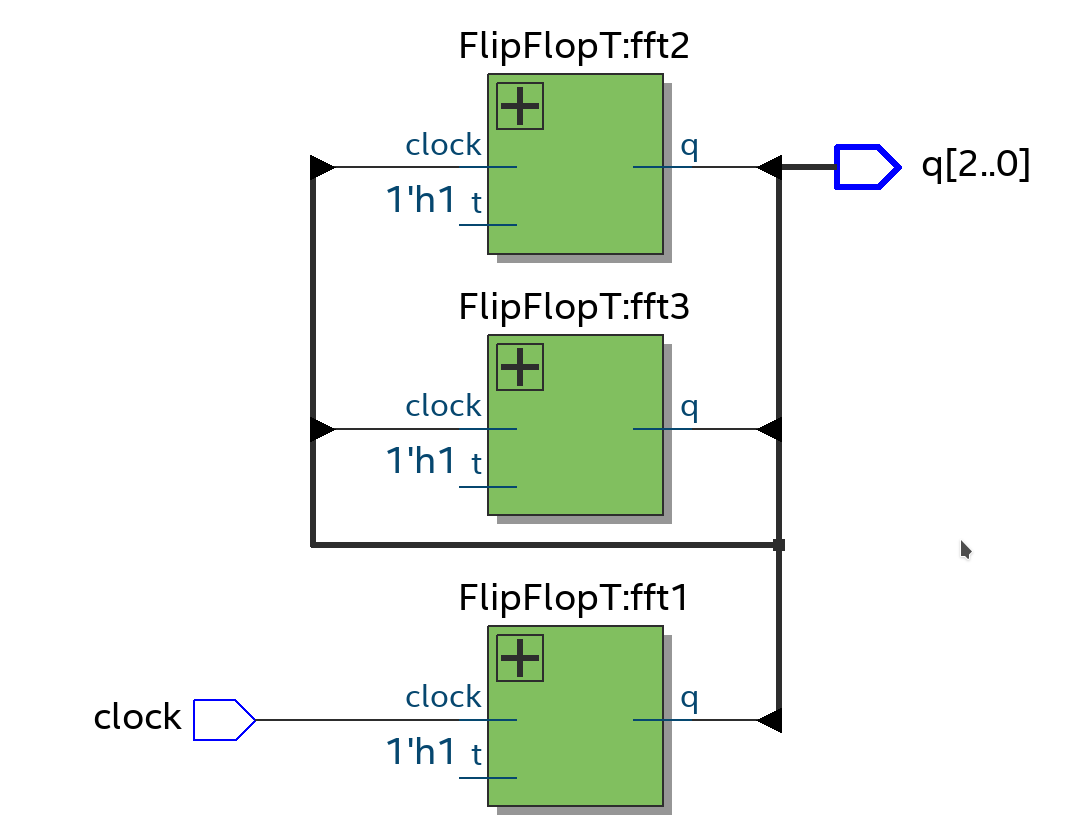 FlipFlopT:fft2
clock
q
q[2..0]
1'h1 t
FlipFlopT:fft3
clock
q
1'h1 t
FlipFlopT:fft1
clock
clock
q
1'h1 t